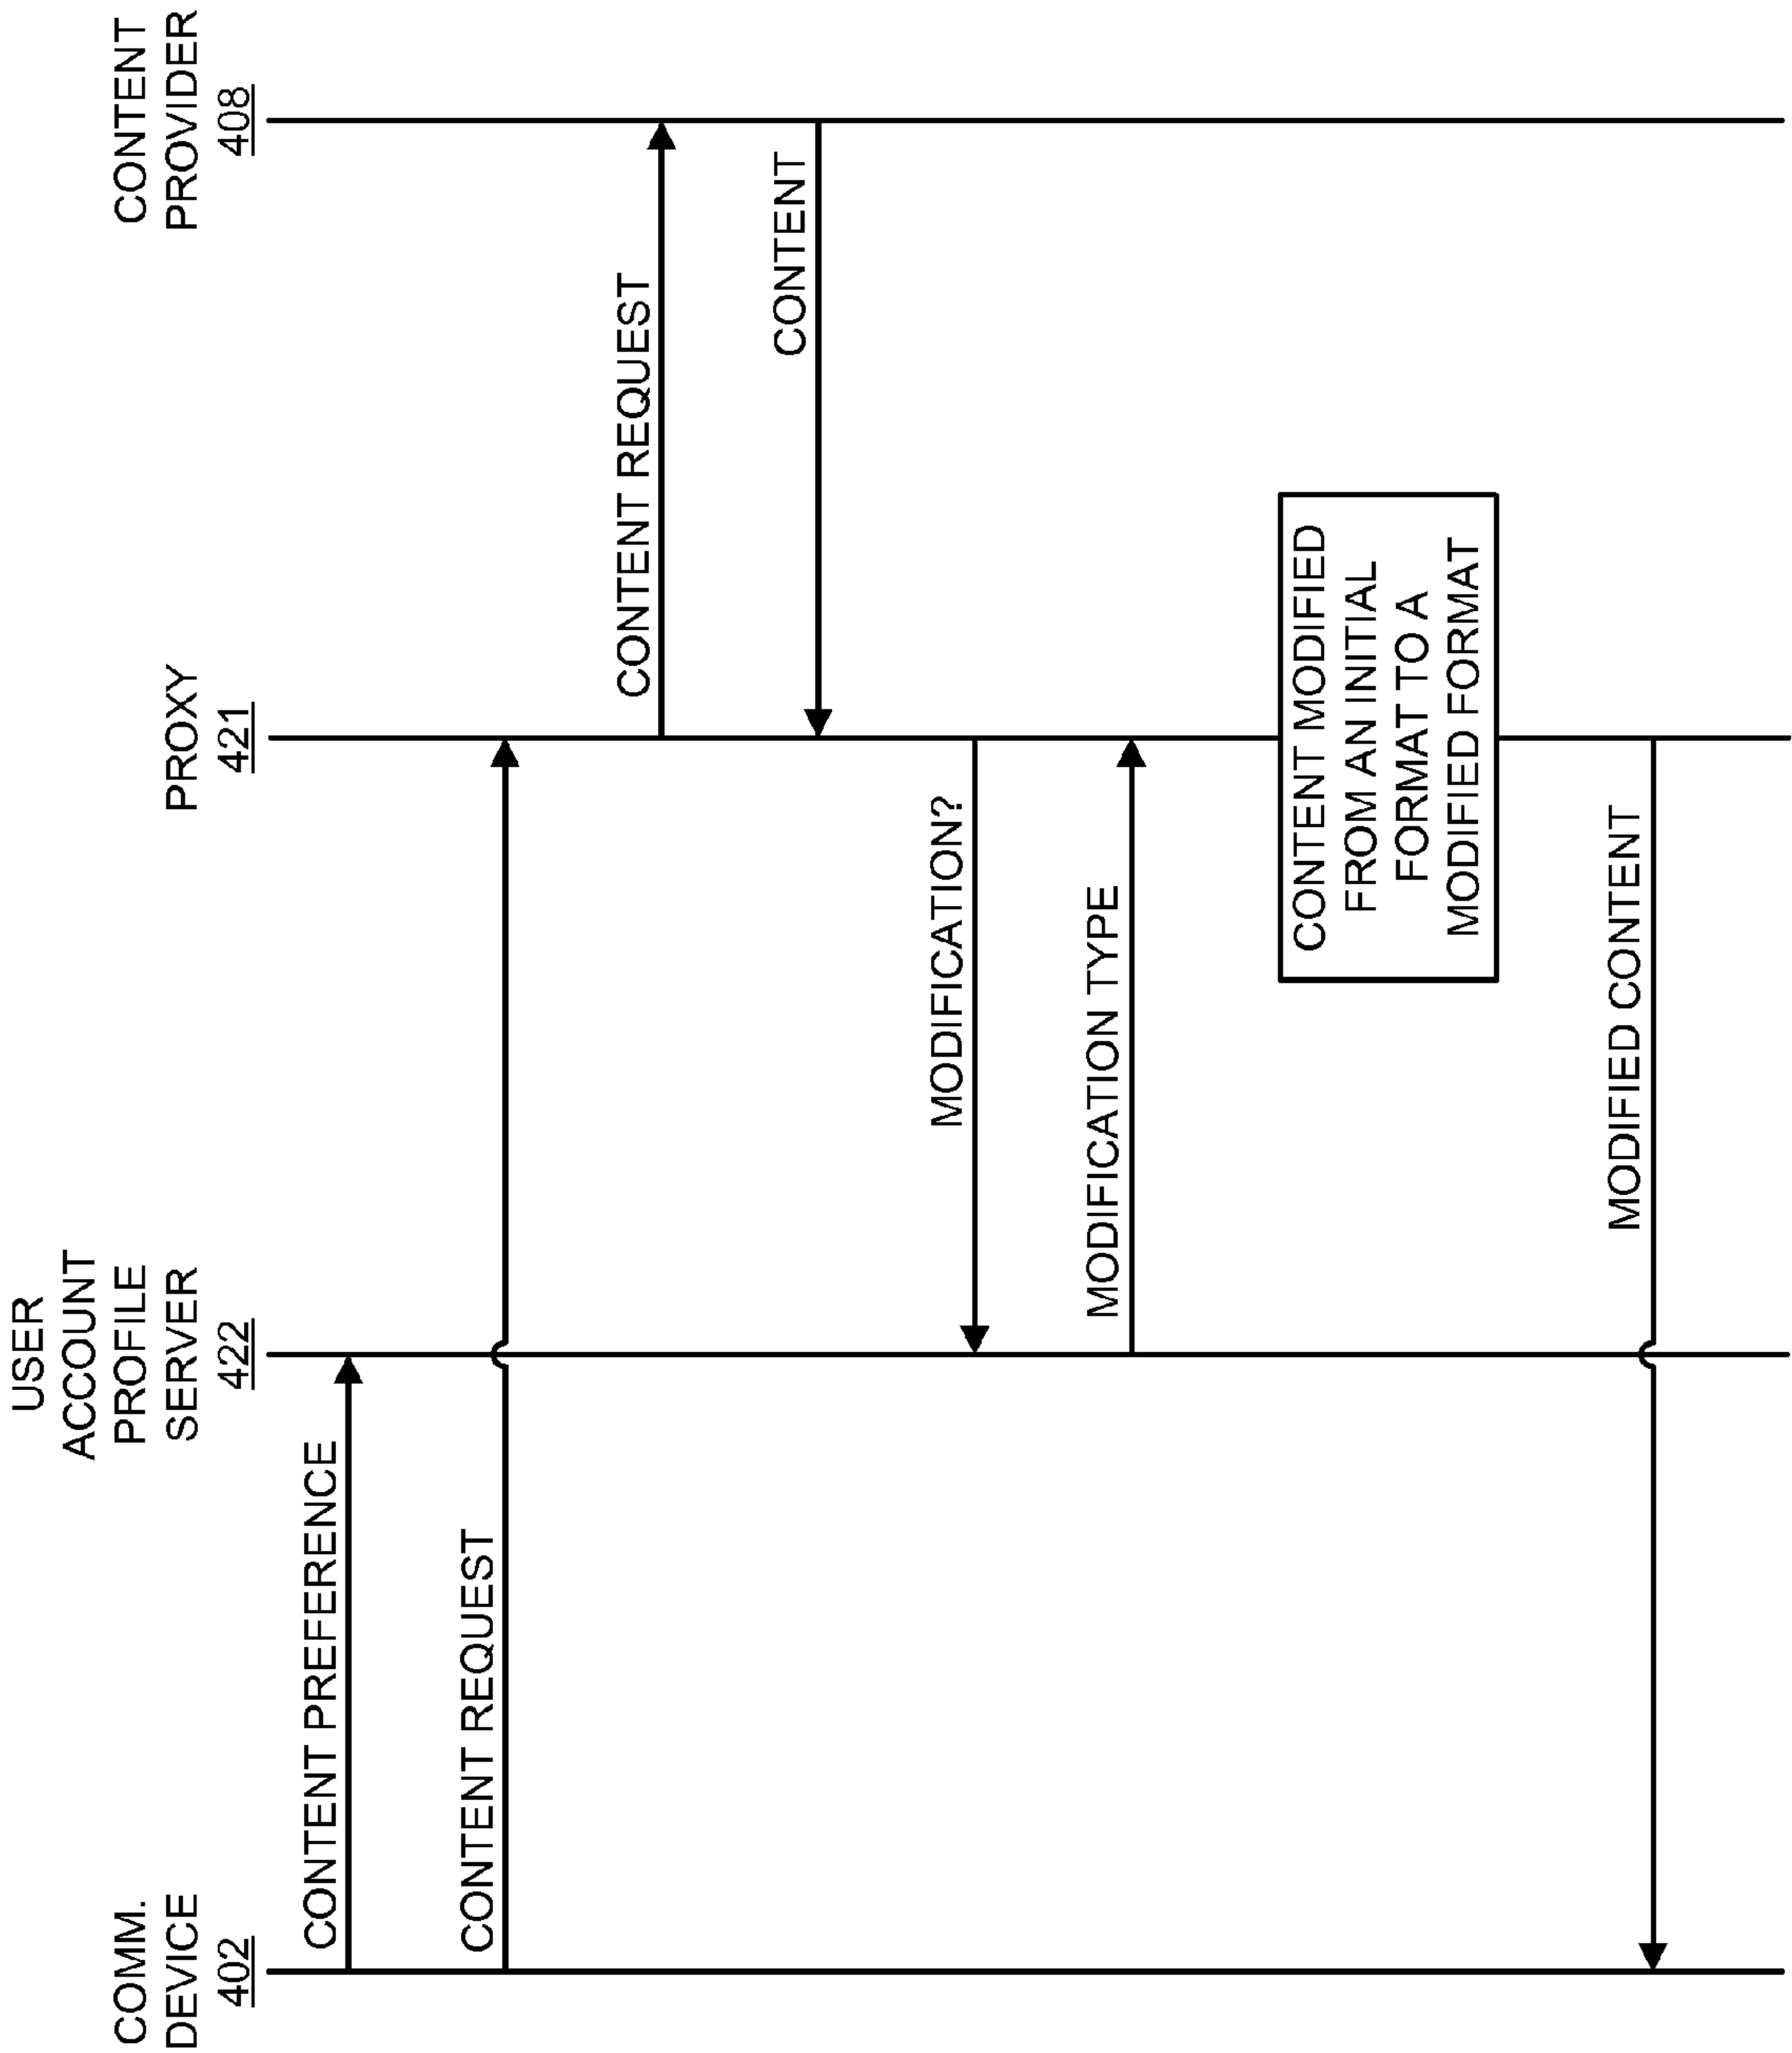 COMM.
DEVICE
402
USER
ACCOUNT
PROFILE
SERVER
422
PROXY
421
CONTENT
PROVIDER
408
CONTENT PREFERENCE
CONTENT REQUEST
CONTENT REQUEST
CONTENT
MODIFICATION?
MODIFICATION TYPE
CONTENT MODIFIED
FROM AN INITIAL
FORMAT TO A
MODIFIED FORMAT
MODIFIED CONTENT